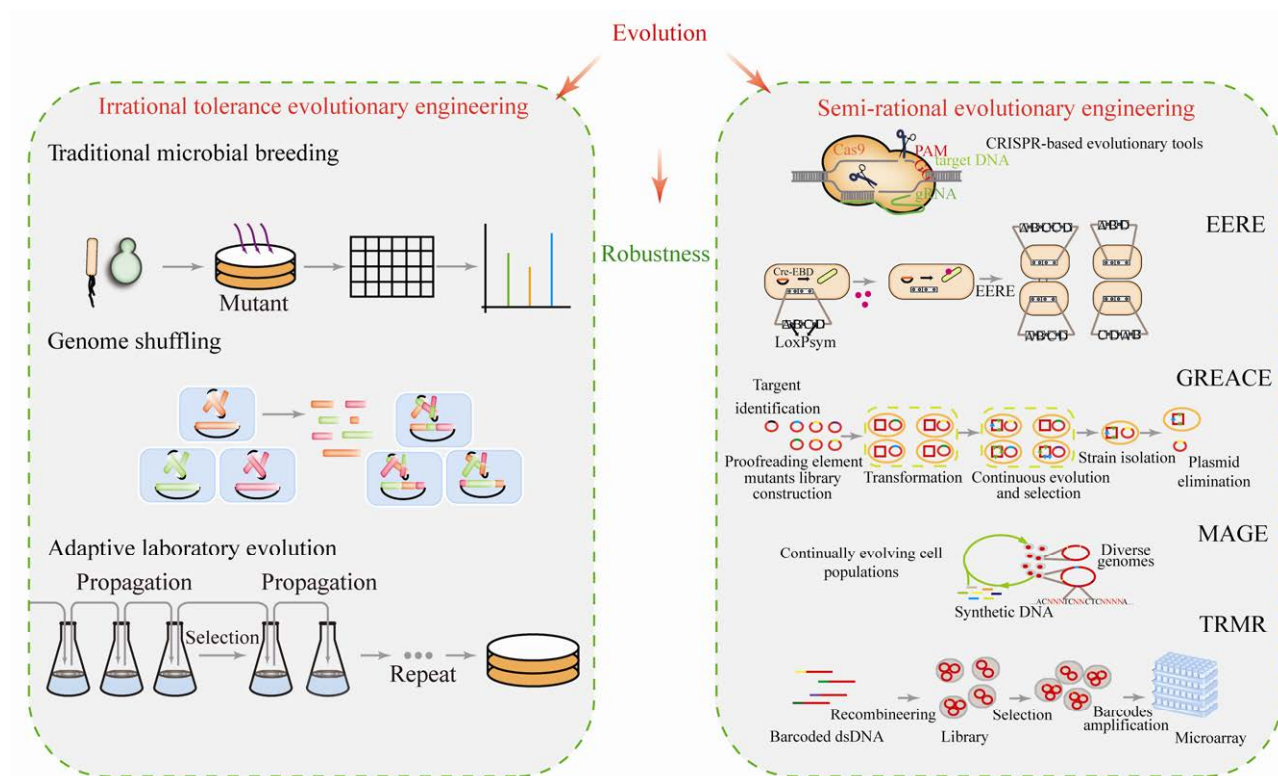 Evolution
Irrational tolerance evolutionary engineering
Traditional microbial breeding
Mutant
Genome shuffling
Adaptive laboratory evolution
Propagation
Propagation
Selection
Repeat
Robustness
Semi-rational evolutionary engineering
CRISPR-based evolutionary tools
Cas9
PAM
GG
target DNA
gRNA
EERE
Cre-EBD
EERE
LoxPsym
GREACE
Targent
identification
Proofreading element
mutants library
construction
Transformation
Continuous evolution
and selection
Strain isolation
Plasmid
elimination
MAGE
Continually evolving cell
populations
Diverse
genomes
Synthetic DNA
ACNNNTCNNCTCNNNNA...
TRMR
Recombineering
Barcoded dsDNA
Library
Selection
Barcodes
amplification
Microarray